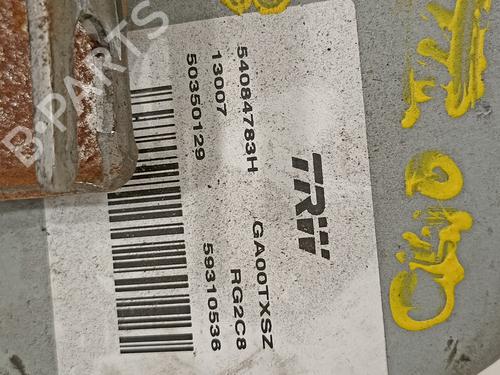 B-PARTS
TRW
54084783H GA00TXSZ
13007 RG2C8
50350129 59310536